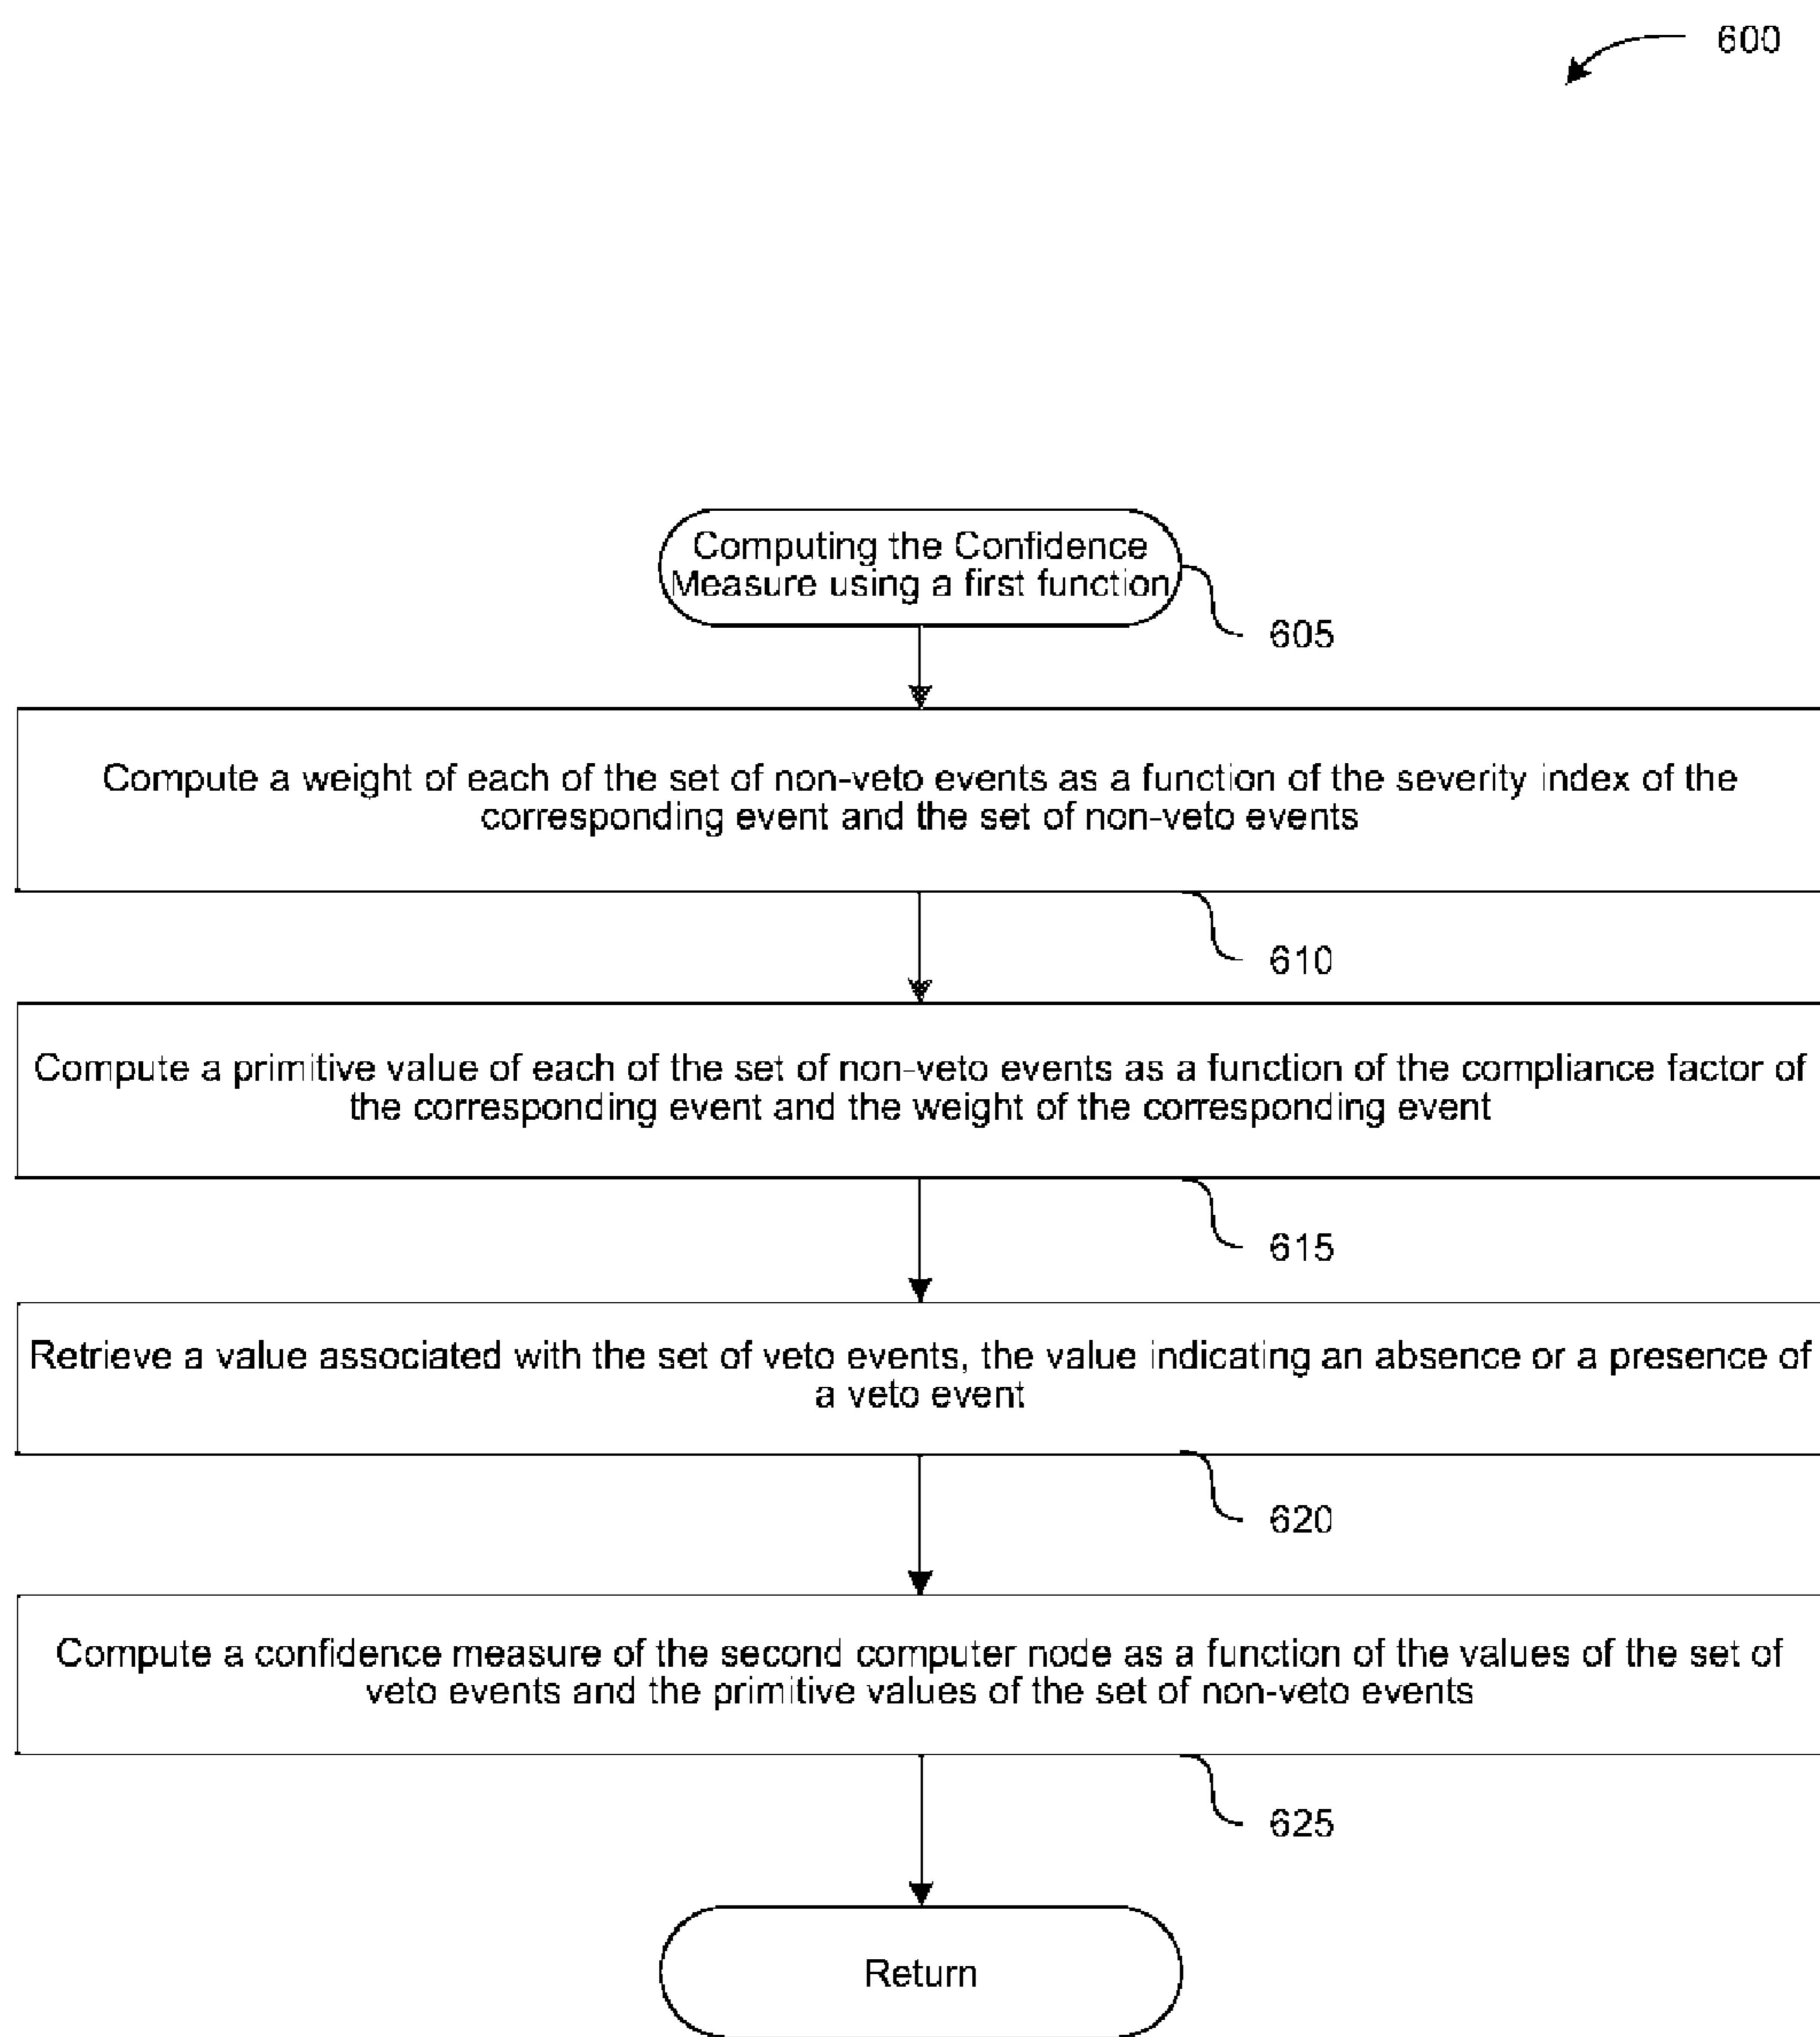 600
Computing the Confidence
Measure using a first function
605
Compute a weight of each of the set of non-veto events as a function of the severity index of the
corresponding event and the set of non-veto events
610
Compute a primitive value of each of the set of non-veto events as a function of the compliance factor of
the corresponding event and the weight of the corresponding event
615
Retrieve a value associated with the set of veto events, the value indicating an absence or a presence of
a veto event
620
Compute a confidence measure of the second computer node as a function of the values of the set of
veto events and the primitive values of the set of non-veto events
625
Return